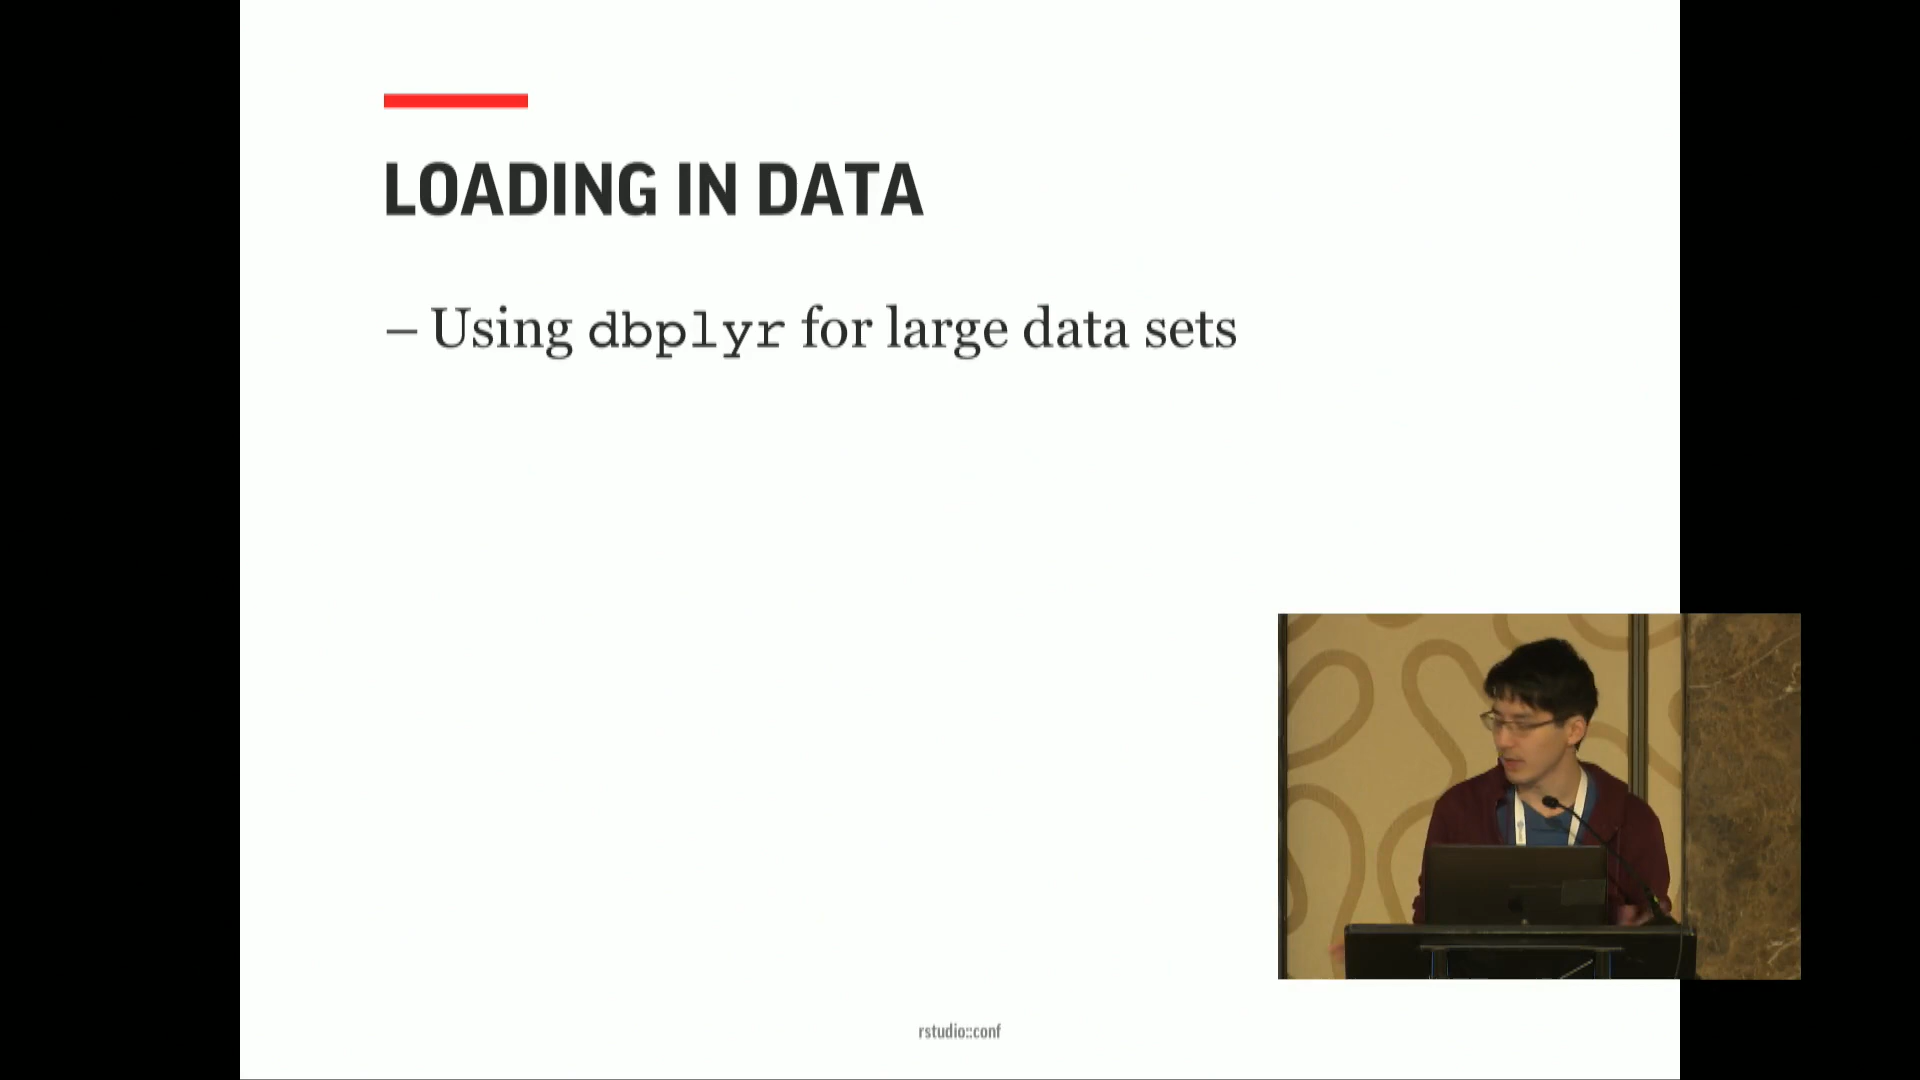 LOADING IN DATA
– Using dbplyr for large data sets
rstudio::conf